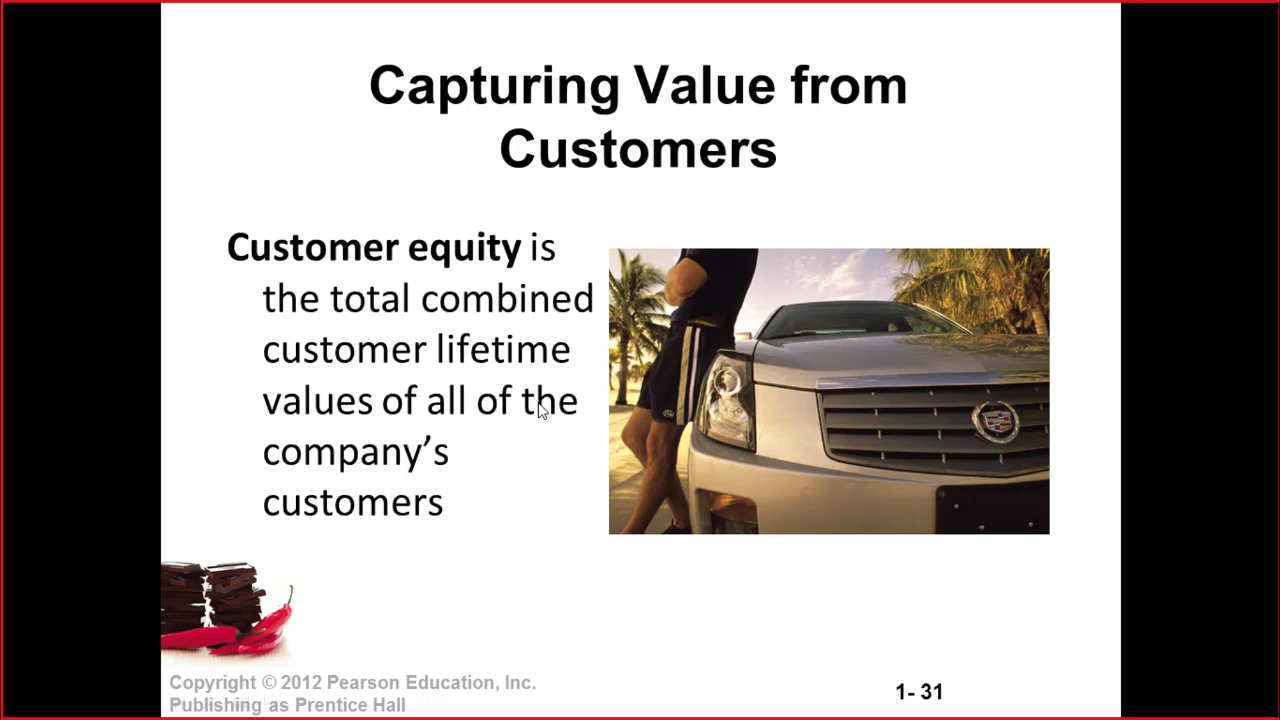 Capturing Value from
Customers
Customer equity is
the total combined
customer lifetime
values of all of the
company’s
customers
Copyright © 2012 Pearson Education, Inc.
Publishing as Prentice Hall
1- 31